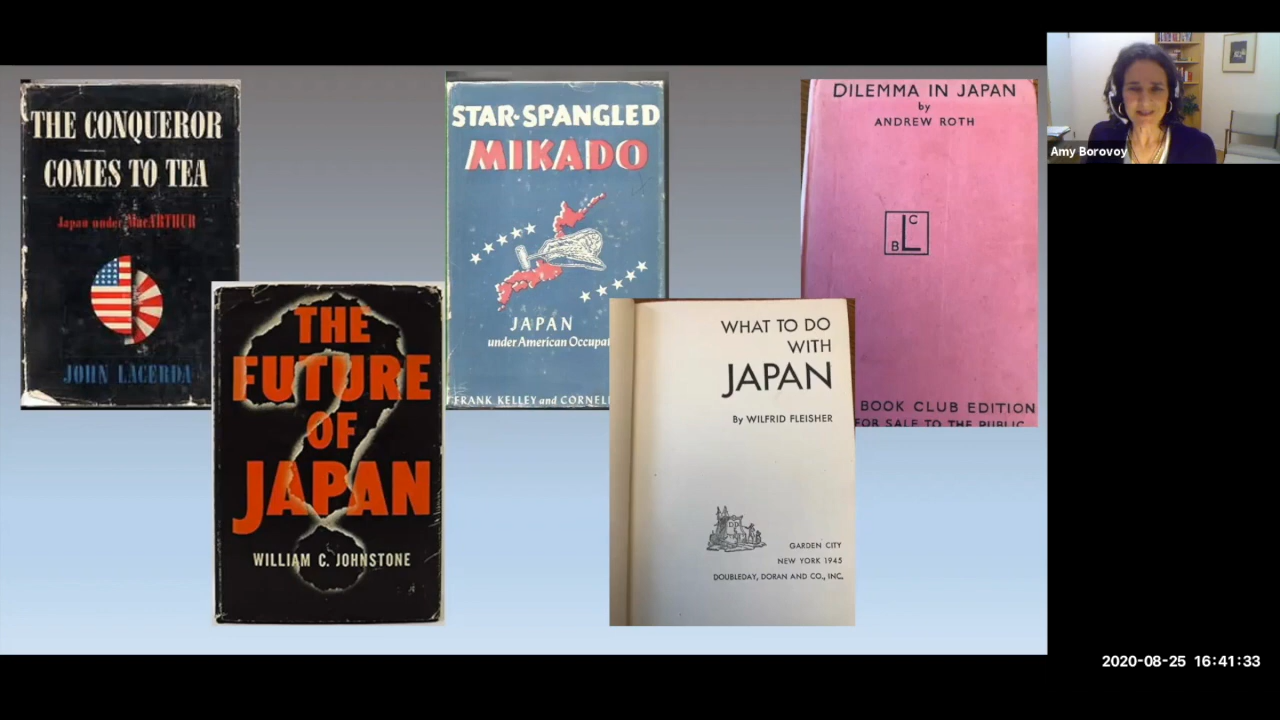 THE CONQUEROR
COMES TO TEA
Japan under MacARTHUR
JOHN LACERDA
THE
FUTURE
OF
JAPAN
WILLIAM C. JOHNSTONE
STAR-SPANGLED
MIKADO
JAPAN
under American Occupat
FRANK KELLEY and CORNEL
WHAT TO DO
WITH
JAPAN
By WILFRID FLEISHER
GARDEN CITY
NEW YORK 1945
DOUBLEDAY, DORAN AND CO., INC.
DILEMMA IN JAPAN
by
ANDREW ROTH
L B C
BOOK CLUB EDITION
FOR SALE TO THE PUBLIC
Amy Borovoy
2020-08-25 16:41:33